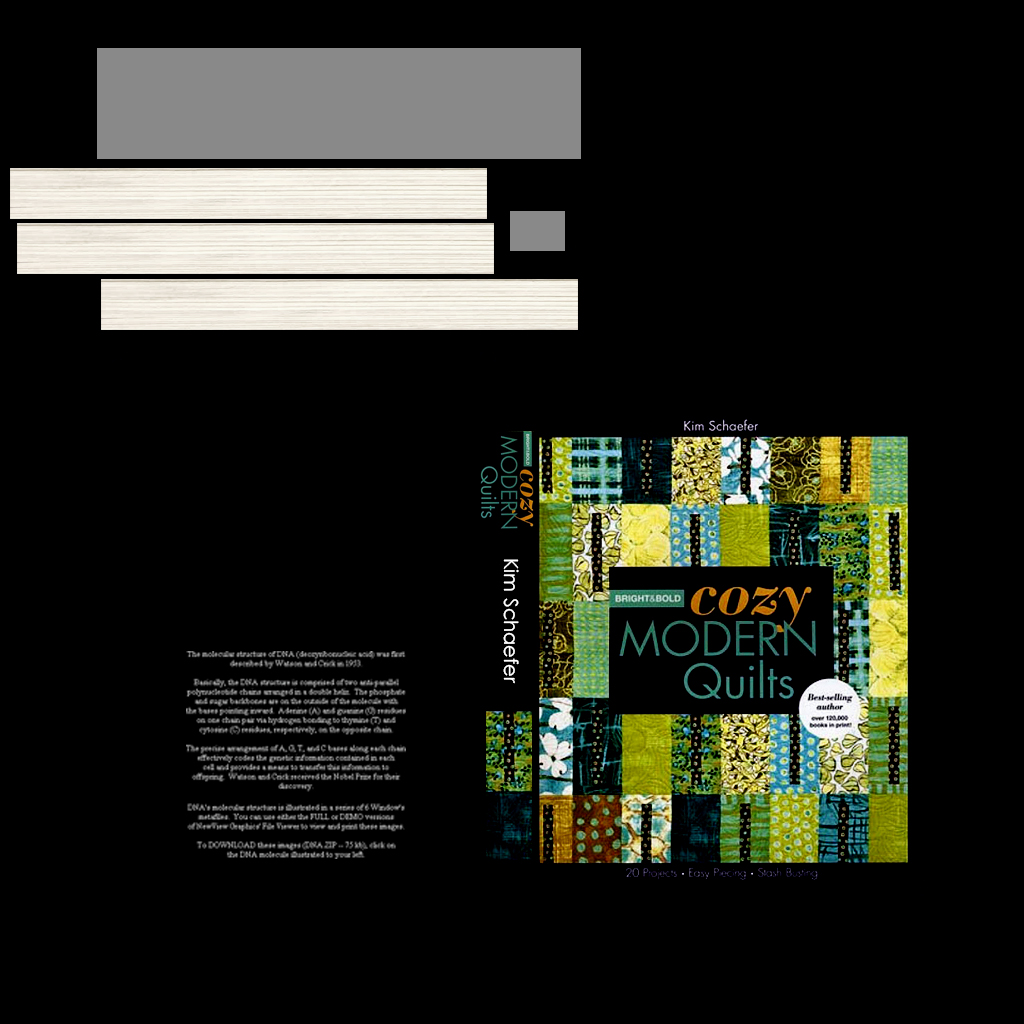 Kim Schaefer
BRIGHT&BOLD
cozy
MODERN
Quilts
Kim Schaefer
BRIGHT&BOLD
cozy
MODERN
Quilts
Best-selling
author
over 120,000
books in print!
20 Projects • Easy Piecing • Stash Busting
The molecular structure of DNA (deoxyribonucleic acid) was first
described by Watson and Crick in 1953.
Basically, the DNA structure is comprised of two anti-parallel
polynucleotide chains arranged in a double helix. The phosphate
and sugar backbones are on the outside of the molecule with
the bases pointing inward. Adenine (A) and guanine (G) residues
on one chain pair via hydrogen bonding to thymine (T) and
cytosine (C) residues, respectively, on the opposite chain.
The precise arrangement of A, G, T, and C bases along each chain
effectively codes the genetic information contained in each
cell and provides a means to transfer this information to
offspring. Watson and Crick received the Nobel Prize for their
discovery.
DNA's molecular structure is illustrated in a series of 6 Window's
metafiles. You can use either the FULL or DEMO versions
of NewView Graphics' File Viewer to view and print these images.
To DOWNLOAD these images (DNA.ZIP -- 75 kb), click on
the DNA molecule illustrated to your left.